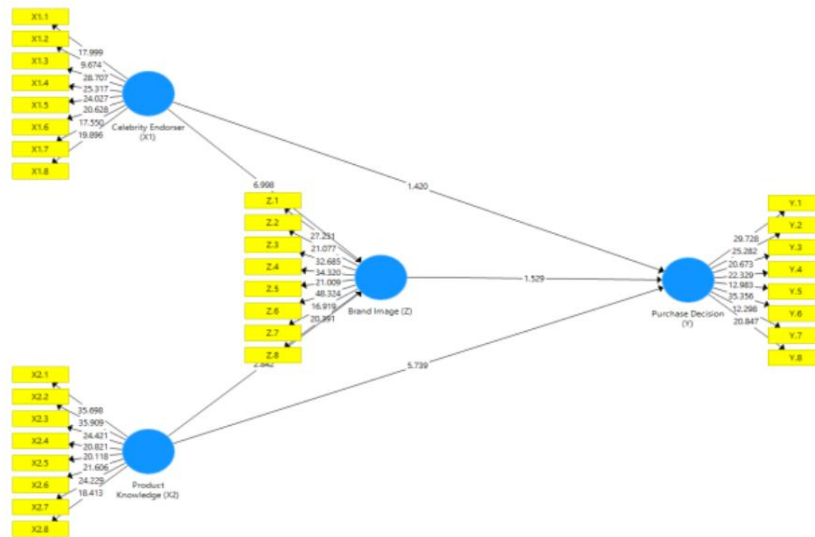 X1.1
X1.2
X1.3
X1.4
X1.5
X1.6
X1.7
X1.8
17.999
9.674
28.707
25.317
24.027
20.628
17.550
19.896
Celebrity Endorser
(X1)
6.998
1.420
Z.1
Z.2
Z.3
Z.4
Z.5
Z.6
Z.7
Z.8
27.231
21.077
32.685
34.320
21.009
48.324
16.919
20.391
Brand Image (Z)
1.529
Y.1
Y.2
Y.3
Y.4
Y.5
Y.6
Y.7
Y.8
29.728
25.282
20.673
22.329
12.983
35.356
12.298
20.847
Purchase Decision
(Y)
2.842
5.739
X2.1
X2.2
X2.3
X2.4
X2.5
X2.6
X2.7
X2.8
35.698
35.909
24.421
20.821
20.118
21.606
24.229
18.413
Product
Knowledge (X2)